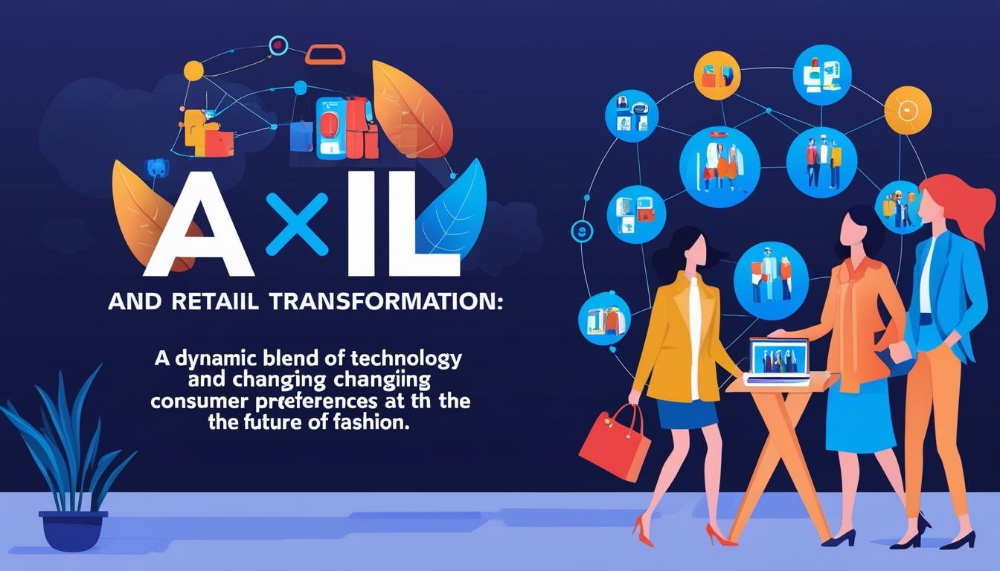 A×IL
AND RETAIIL TRANSFORMATION:
A dynamic blend of technology
and changing changiing
consumer prreferences at th the
the future of fashion.